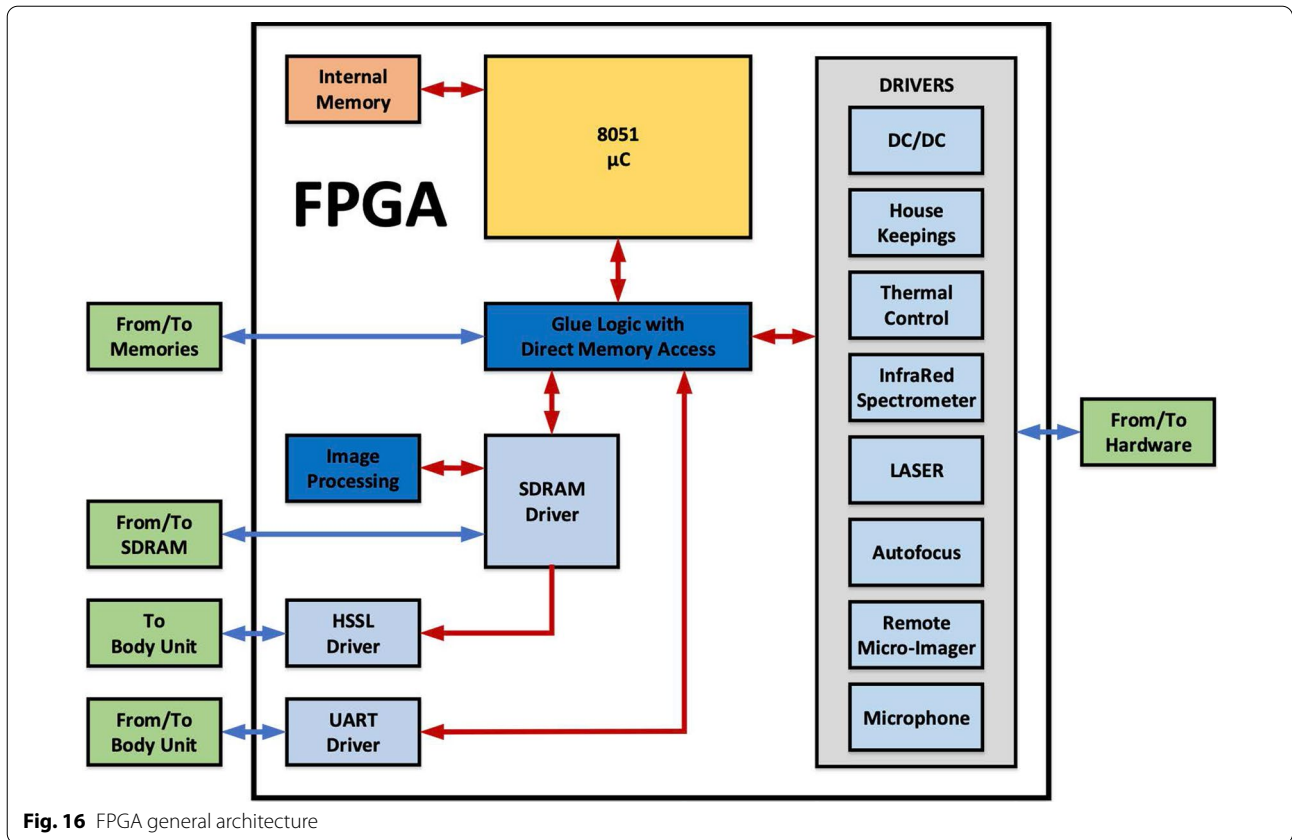 Internal
Memory
8051
µC
FPGA
DRIVERS
DC/DC
House
Keepings
Thermal
Control
InfraRed
Spectrometer
LASER
Autofocus
Remote
Micro-Imager
Microphone
From/To
Memories
Glue Logic with
Direct Memory Access
Image
Processing
SDRAM
Driver
From/To
SDRAM
To
Body Unit
HSSL
Driver
From/To
Body Unit
UART
Driver
From/To
Hardware
Fig. 16 FPGA general architecture